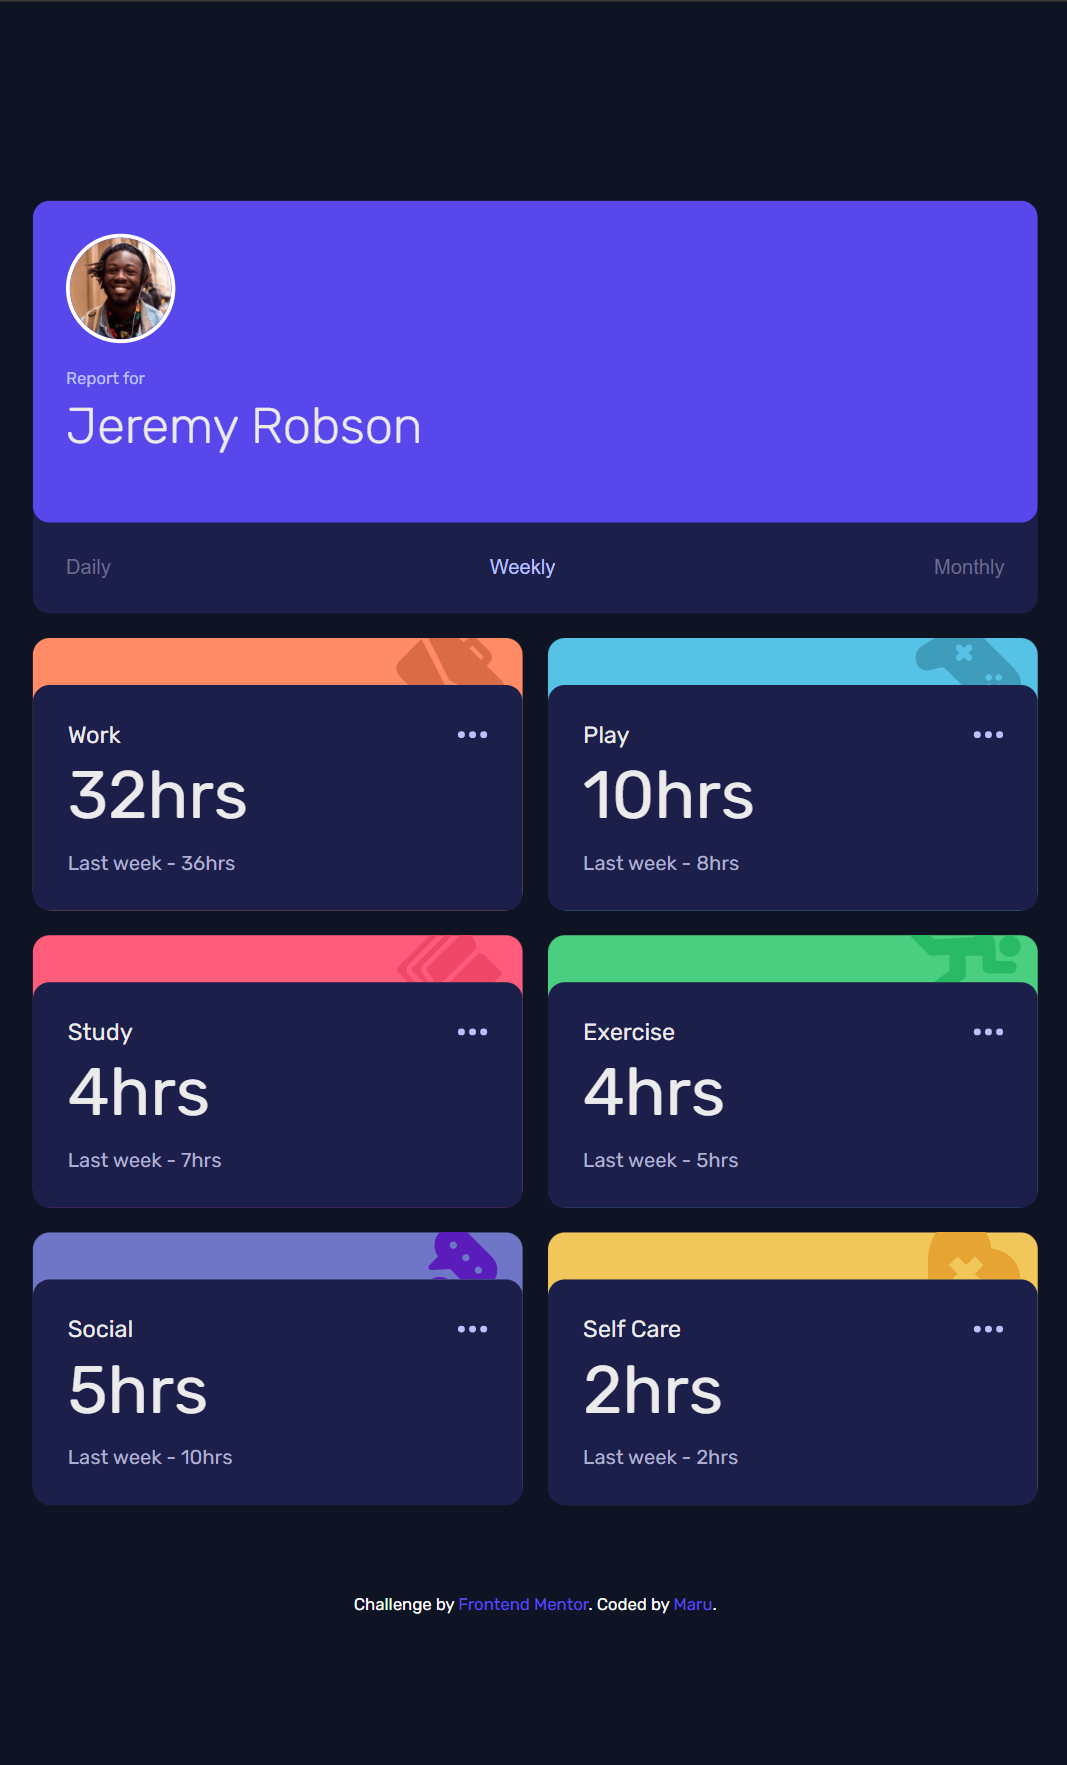 Report for
Jeremy Robson
Daily
Weekly
Monthly
Work
32hrs
Last week - 36hrs
Play
10hrs
Last week - 8hrs
Study
4hrs
Last week - 7hrs
Exercise
4hrs
Last week - 5hrs
Social
5hrs
Last week - 10hrs
Self Care
2hrs
Last week - 2hrs
Challenge by Frontend Mentor. Coded by Maru.